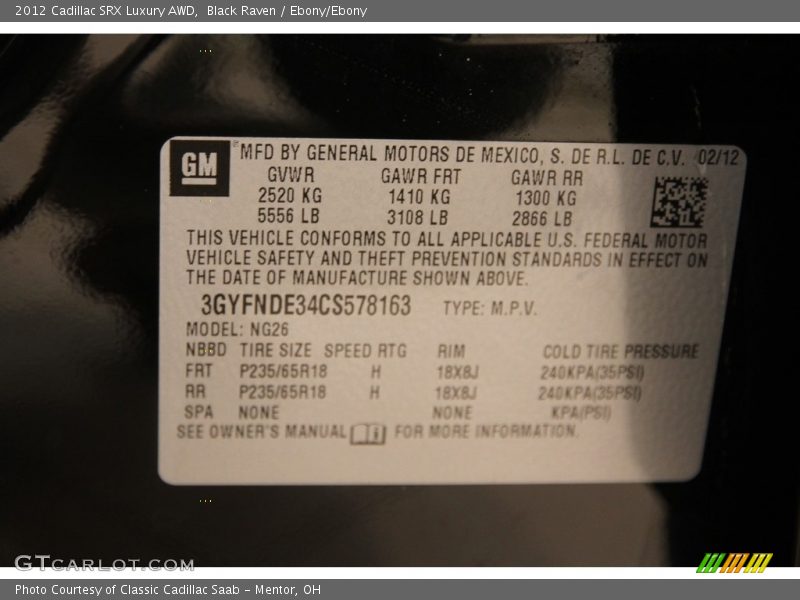 2012 Cadillac SRX Luxury AWD, Black Raven / Ebony/Ebony
GM
® MFD BY GENERAL MOTORS DE MEXICO, S. DE R.L. DE C.V. 02/12
GVWR GAWR FRT GAWR RR
2520 KG 1410 KG 1300 KG
5556 LB 3108 LB 2866 LB
THIS VEHICLE CONFORMS TO ALL APPLICABLE U.S. FEDERAL MOTOR
VEHICLE SAFETY AND THEFT PREVENTION STANDARDS IN EFFECT ON
THE DATE OF MANUFACTURE SHOWN ABOVE.
3GYFNDE34CS578163 TYPE: M.P.V.
MODEL: NG26
NBBD TIRE SIZE SPEED RTG RIM COLD TIRE PRESSURE
FRT P235/65R18 H 18X8J 240KPA(35PSI)
RR P235/65R18 H 18X8J 240KPA(35PSI)
SPA NONE NONE KPA(PSI)
SEE OWNER'S MANUAL FOR MORE INFORMATION.
GTCARLOT.COM
Photo Courtesy of Classic Cadillac Saab - Mentor, OH